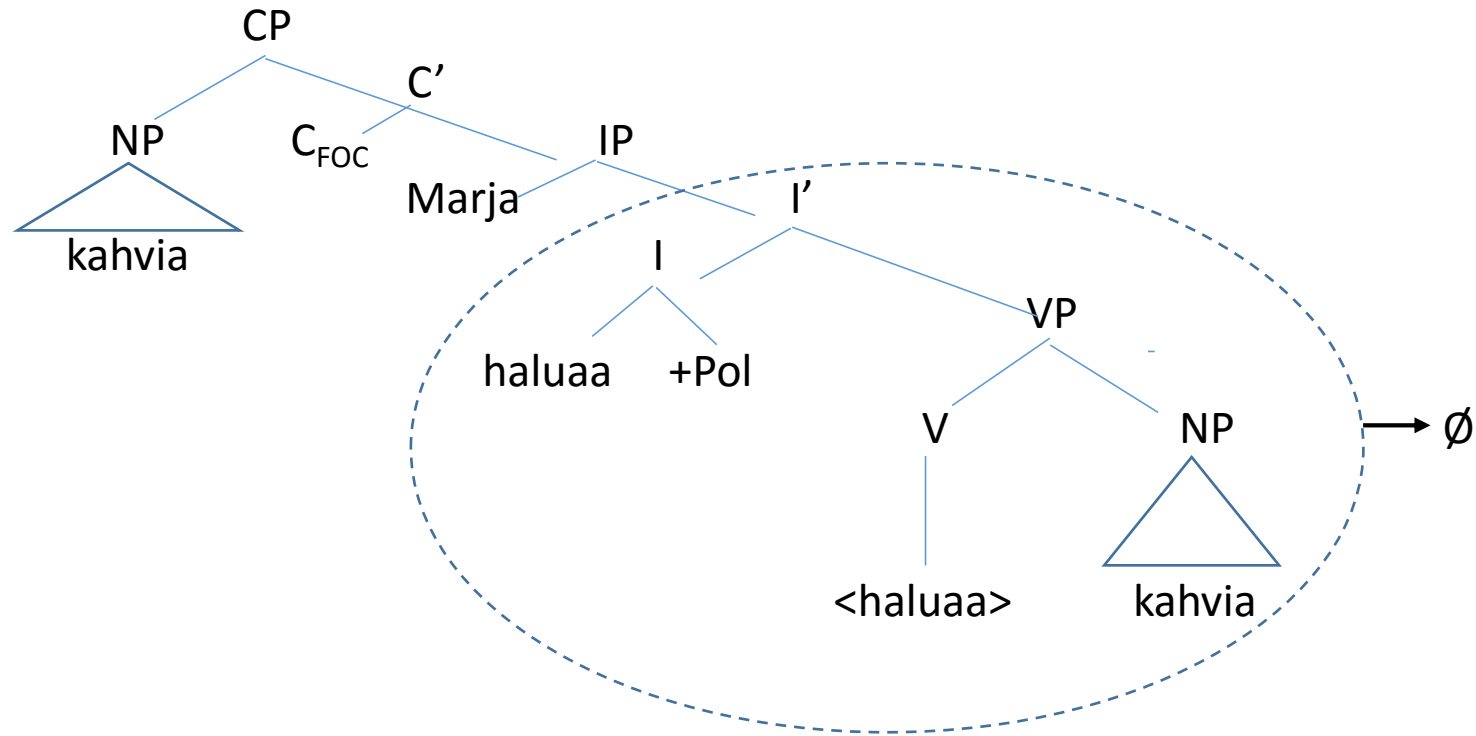 CP
C’
NP
C_FOC
IP
kahvia
Marja
I’
I
haluaa
+Pol
VP
V
NP
Ø
<haluaa>
kahvia